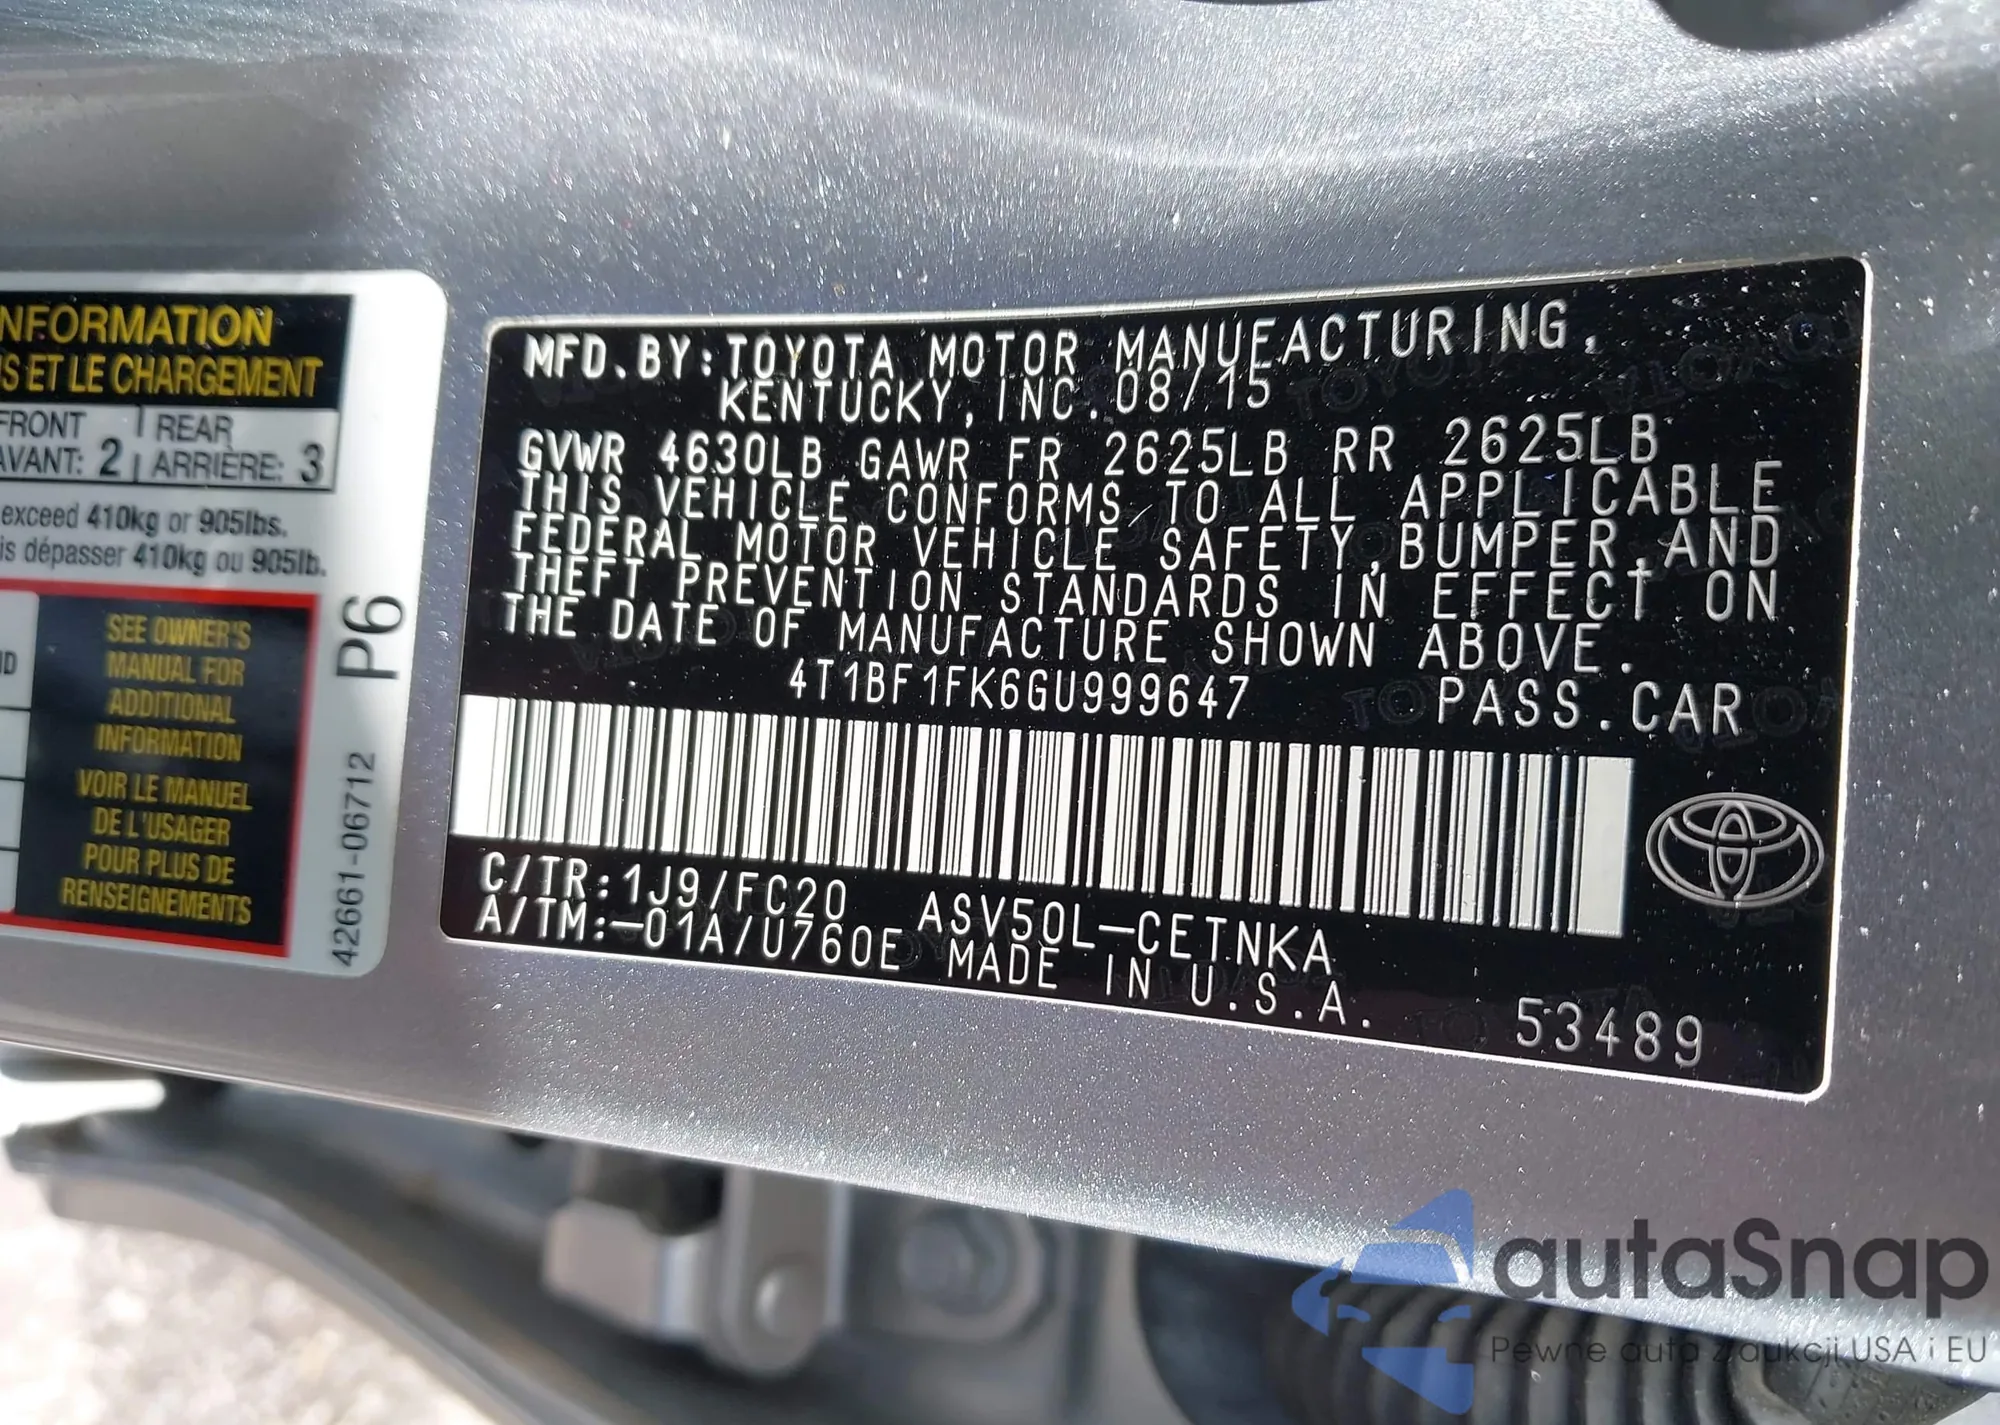 NFORMATION
S ET LE CHARGEMENT
FRONT | REAR
AVANT: 2 | ARRIÈRE: 3
exceed 410kg or 905lbs.
is dépasser 410kg ou 905lb.
SEE OWNER'S
MANUAL FOR
ADDITIONAL
INFORMATION
VOIR LE MANUEL
DE L'USAGER
POUR PLUS DE
RENSEIGNEMENTS
P6
42661-06712
MFD.BY:TOYOTA MOTOR MANUFACTURING,
KENTUCKY,INC.08/15
GVWR 4630LB GAWR FR 2625LB RR 2625LB
THIS VEHICLE CONFORMS TO ALL APPLICABLE
FEDERAL MOTOR VEHICLE SAFETY,BUMPER,AND
THEFT PREVENTION STANDARDS IN EFFECT ON
THE DATE OF MANUFACTURE SHOWN ABOVE.
4T1BF1FK6GU999647 PASS.CAR
C/TR:1J9/FC20 ASV50L-CETNKA
A/TM:-01A/U760E MADE IN U.S.A.
53489
autaSnap
Pewne auta z aukcji USA i EU